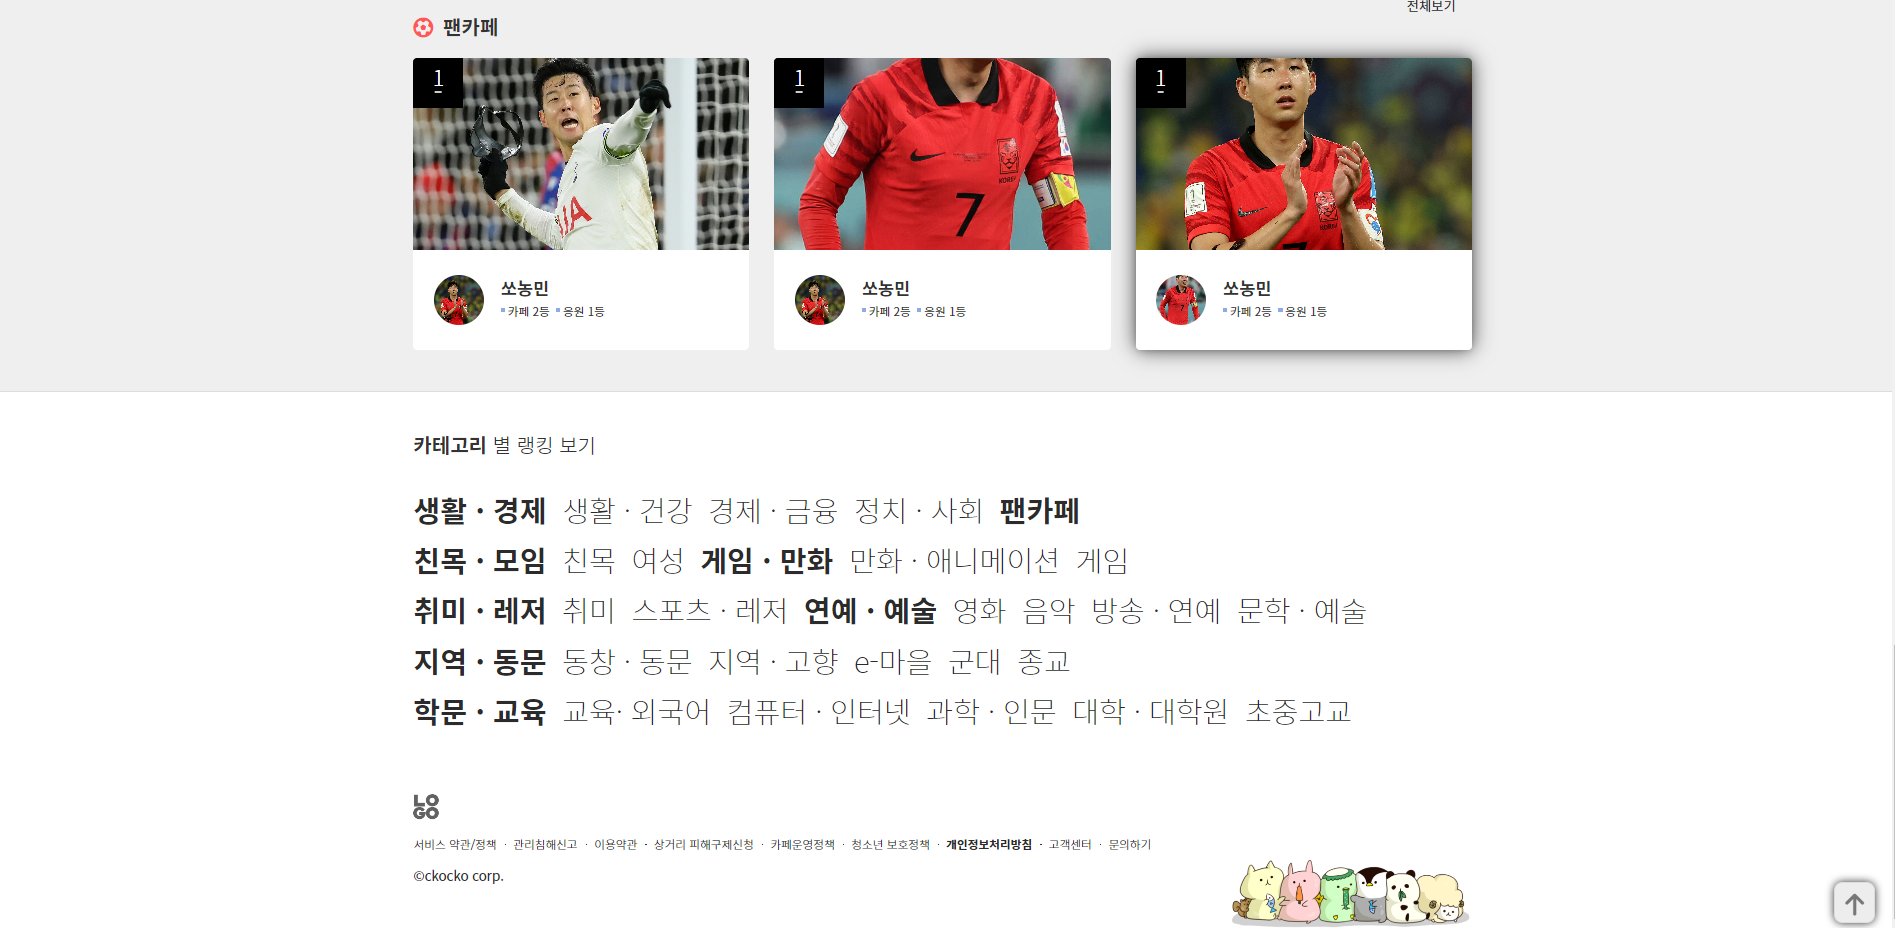 전체보기
팬카페
1
1
1
7
KOREA
쏘농민
카페 2등 응원 1등
쏘농민
카페 2등 응원 1등
쏘농민
카페 2등 응원 1등
카테고리 별 랭킹 보기
생활 · 경제 생활 · 건강 경제 · 금융 정치 · 사회 팬카페
친목 · 모임 친목 여성 게임 · 만화 만화 · 애니메이션 게임
취미 · 레저 취미 스포츠 · 레저 연예 · 예술 영화 음악 방송 · 연예 문학 · 예술
지역 · 동문 동창 · 동문 지역 · 고향 e-마을 군대 종교
학문 · 교육 교육· 외국어 컴퓨터 · 인터넷 과학 · 인문 대학 · 대학원 초중고교
LOGO
서비스 약관/정책 · 관리침해신고 · 이용약관 · 상거리 피해구제신청 · 카페운영정책 · 청소년 보호정책 · 개인정보처리방침 · 고객센터 · 문의하기
©ckocko corp.